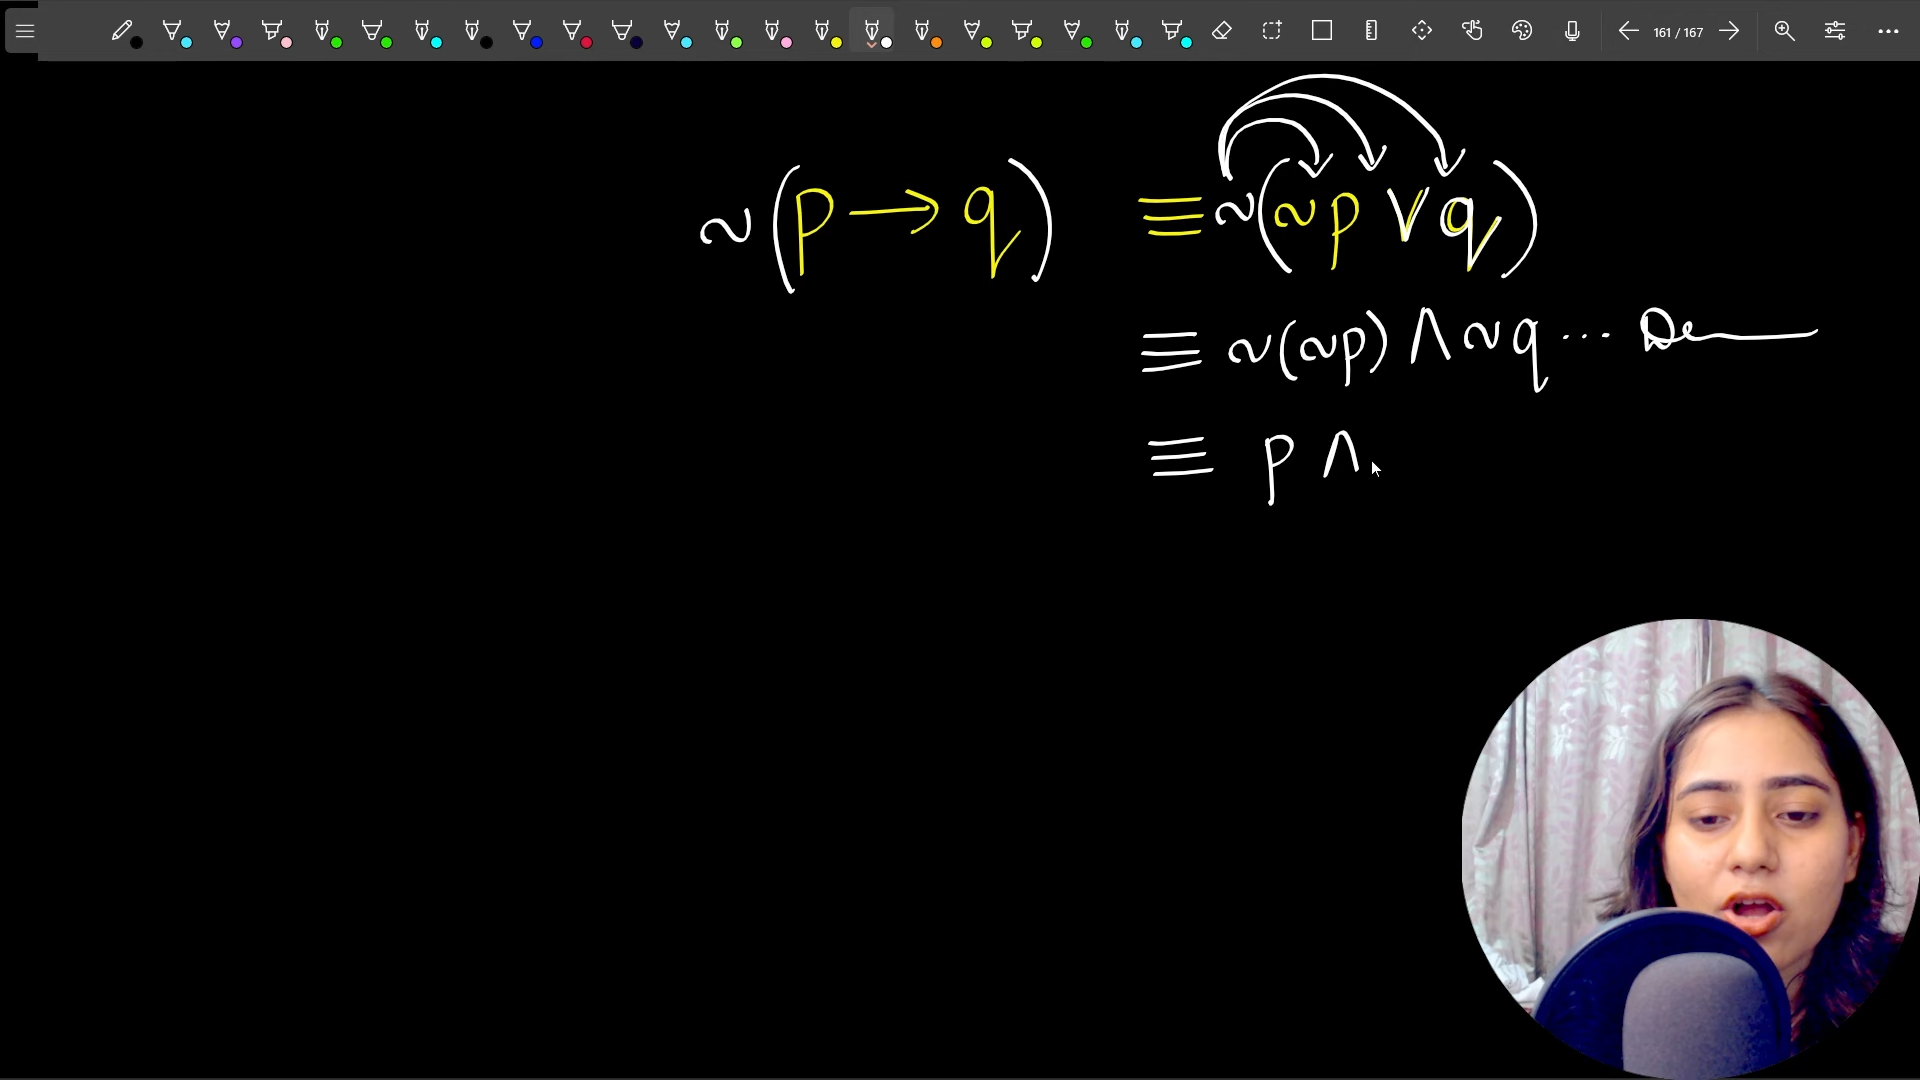 161 / 167
~(p → q) ≡ ~(~p ∨ q)
≡ ~(~p) ∧ ~q ... De
≡ p ∧